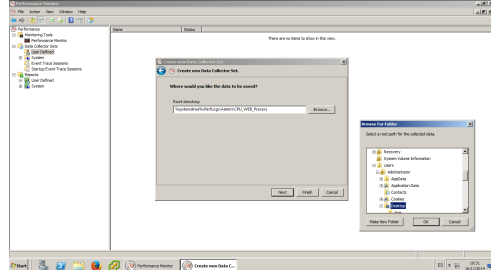 Performance Monitor
File Action View Window Help
Performance
Monitoring Tools
Performance Monitor
Data Collector Sets
User Defined
System
Event Trace Sessions
Startup Event Trace Sessions
Reports
User Defined
System
Name Status
There are no items to show in this view.
Create new Data Collector Set.
Create new Data Collector Set.
Where would you like the data to be saved?
Root directory:
%systemdrive%\PerfLogs\Admin\CPU_WEB_Process
Browse...
Next Finish Cancel
Browse For Folder
Select a root path for the collected data.
Recovery
System Volume Information
Users
Administrator
AppData
Application Data
Contacts
Cookies
Desktop
Make New Folder OK Cancel
Start Performance Monitor Create new Data C... ES 18:51